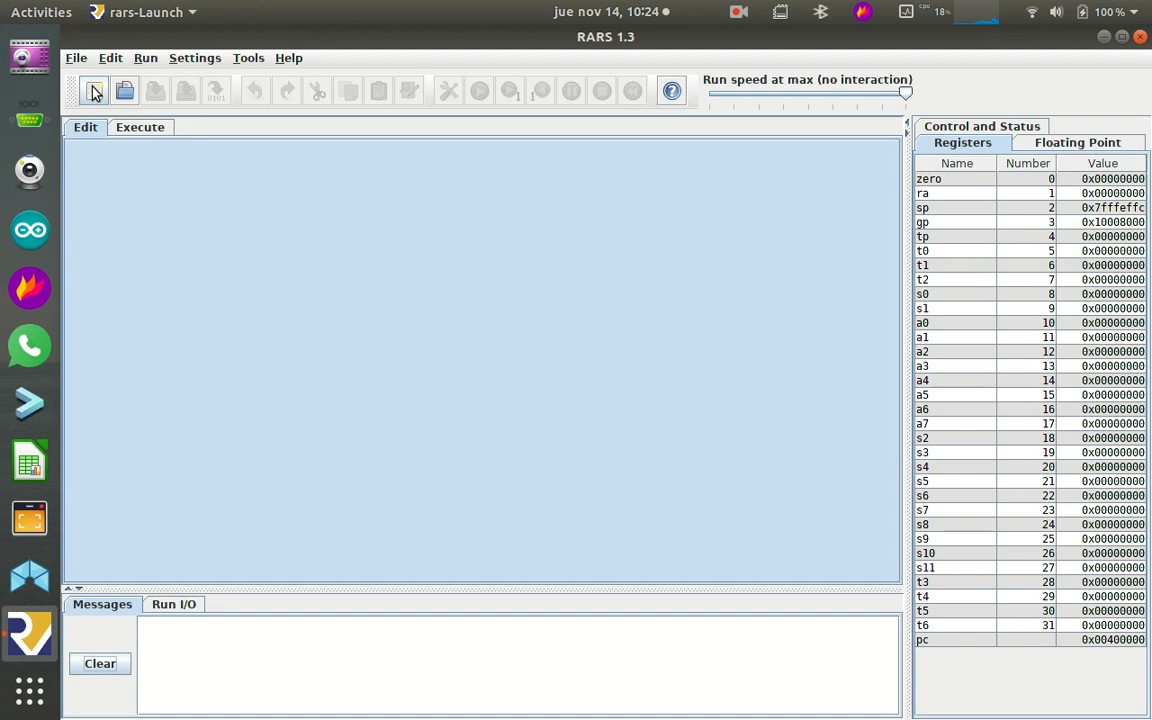 Activities rars-Launch jue nov 14, 10:24 cpu 18% 100%
RARS 1.3
File Edit Run Settings Tools Help
Run speed at max (no interaction)
Edit Execute
Control and Status
Registers Floating Point
Name Number Value
zero 0 0x00000000
ra 1 0x00000000
sp 2 0x7fffeffc
gp 3 0x10008000
tp 4 0x00000000
t0 5 0x00000000
t1 6 0x00000000
t2 7 0x00000000
s0 8 0x00000000
s1 9 0x00000000
a0 10 0x00000000
a1 11 0x00000000
a2 12 0x00000000
a3 13 0x00000000
a4 14 0x00000000
a5 15 0x00000000
a6 16 0x00000000
a7 17 0x00000000
s2 18 0x00000000
s3 19 0x00000000
s4 20 0x00000000
s5 21 0x00000000
s6 22 0x00000000
s7 23 0x00000000
s8 24 0x00000000
s9 25 0x00000000
s10 26 0x00000000
s11 27 0x00000000
t3 28 0x00000000
t4 29 0x00000000
t5 30 0x00000000
t6 31 0x00000000
pc 0x00400000
Messages Run I/O
Clear